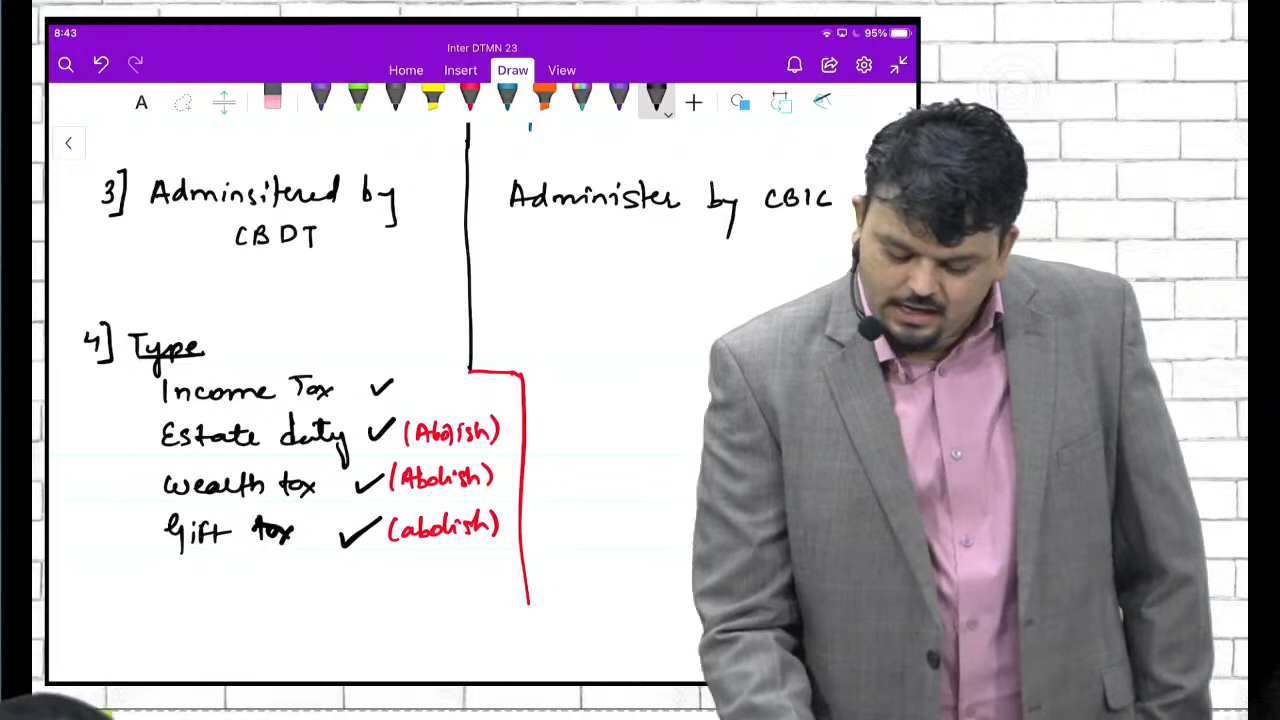 8:43
95%
Inter DTMN 23
Home Insert Draw View
A
3] Adminsitered by
CBDT
Administer by CBIC
4] Type
Income Tax ✓
Estate duty ✓ (Abolish)
Wealth tax ✓ (Abolish)
Gift tax ✓ (abolish)